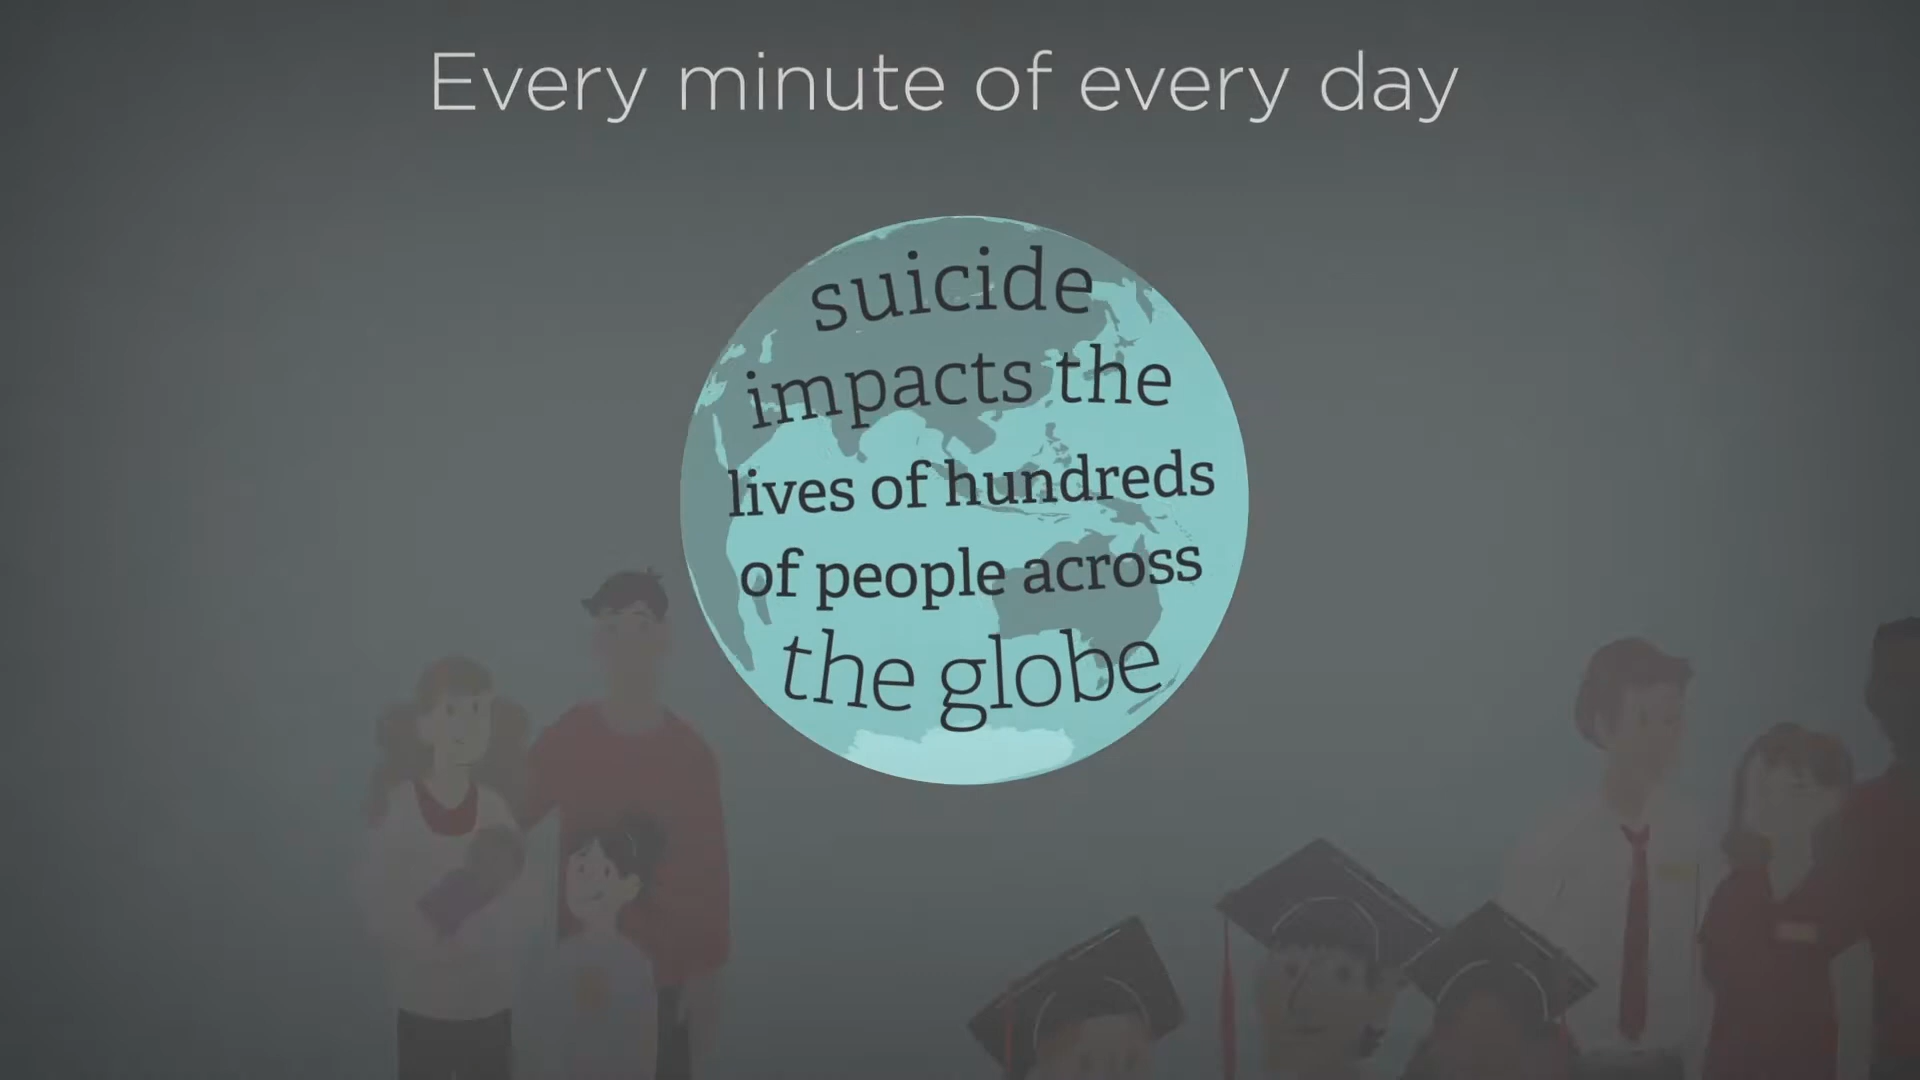 Every minute of every day
suicide
impacts the
lives of hundreds
of people across
the globe